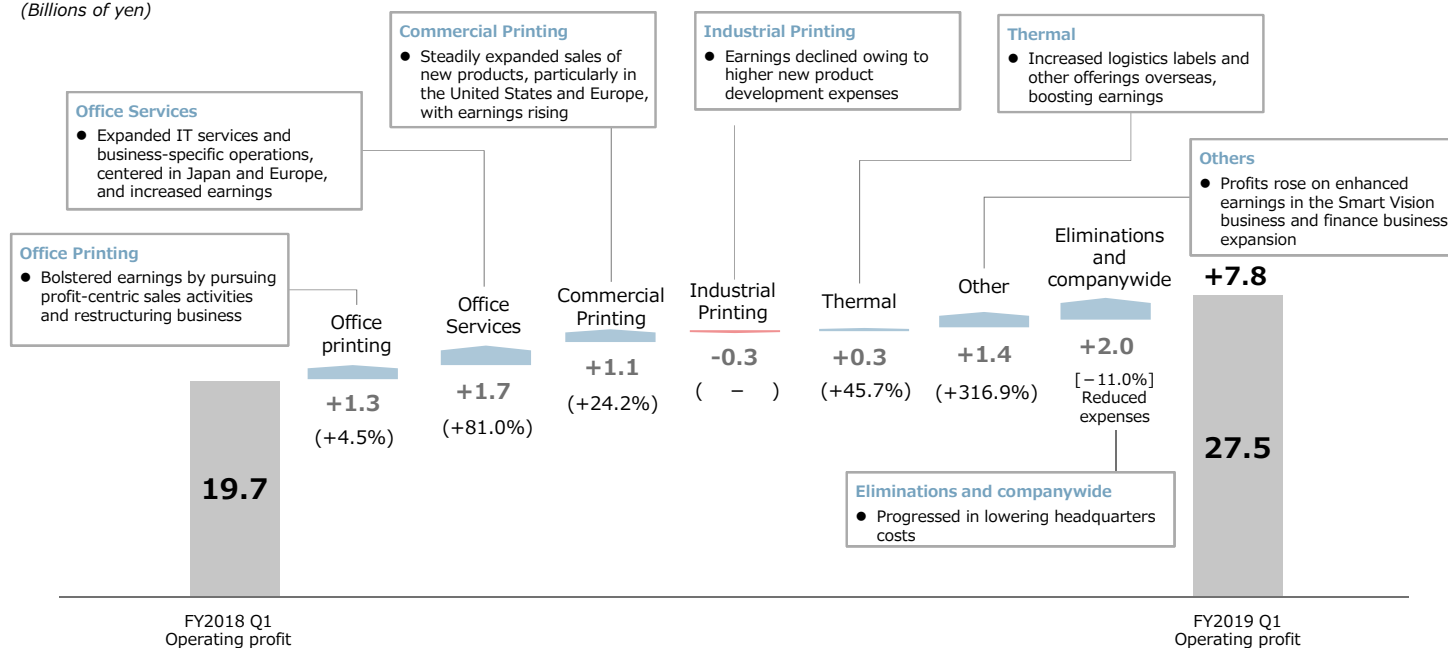 (Billions of yen)
Commercial Printing
● Steadily expanded sales of
new products, particularly in
the United States and Europe,
with earnings rising
Industrial Printing
● Earnings declined owing to
higher new product
development expenses
Thermal
● Increased logistics labels and
other offerings overseas,
boosting earnings
Office Services
● Expanded IT services and
business-specific operations,
centered in Japan and Europe,
and increased earnings
Others
● Profits rose on enhanced
earnings in the Smart Vision
business and finance business
expansion
Office Printing
● Bolstered earnings by pursuing
profit-centric sales activities
and restructuring business
Office
printing
+1.3
(+4.5%)
Office
Services
+1.7
(+81.0%)
Commercial
Printing
+1.1
(+24.2%)
Industrial
Printing
-0.3
( – )
Thermal
+0.3
(+45.7%)
Other
+1.4
(+316.9%)
Eliminations
and
companywide
+2.0
[−11.0%]
Reduced
expenses
+7.8
19.7
27.5
Eliminations and companywide
● Progressed in lowering headquarters
costs
FY2018 Q1
Operating profit
FY2019 Q1
Operating profit